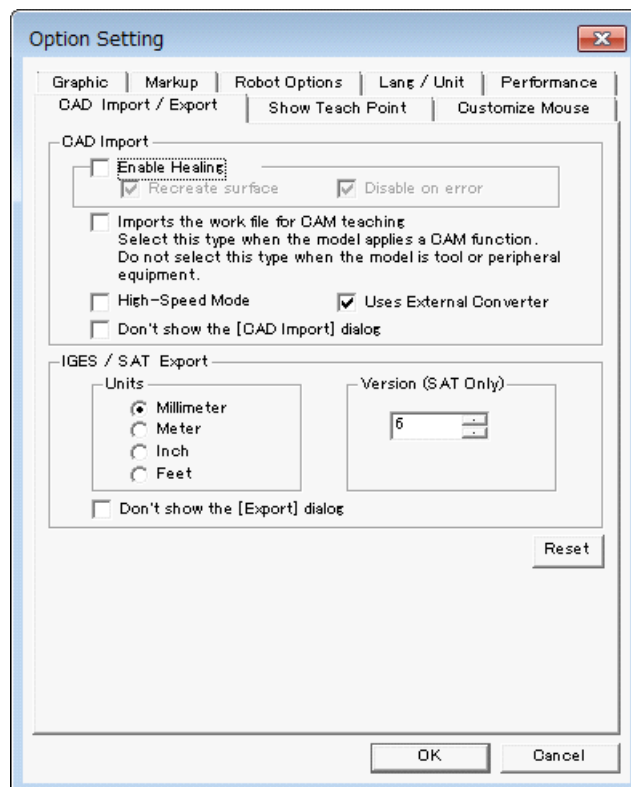 Option Setting
Graphic
Markup
Robot Options
Lang / Unit
Performance
CAD Import / Export
Show Teach Point
Customize Mouse
CAD Import
Enable Healing
Recreate surface
Disable on error
Imports the work file for CAM teaching
Select this type when the model applies a CAM function.
Do not select this type when the model is tool or peripheral
equipment.
High-Speed Mode
Uses External Converter
Don't show the [CAD Import] dialog
IGES / SAT Export
Units
Version (SAT Only)
Millimeter
6
Meter
Inch
Feet
Don't show the [Export] dialog
Reset
OK
Cancel